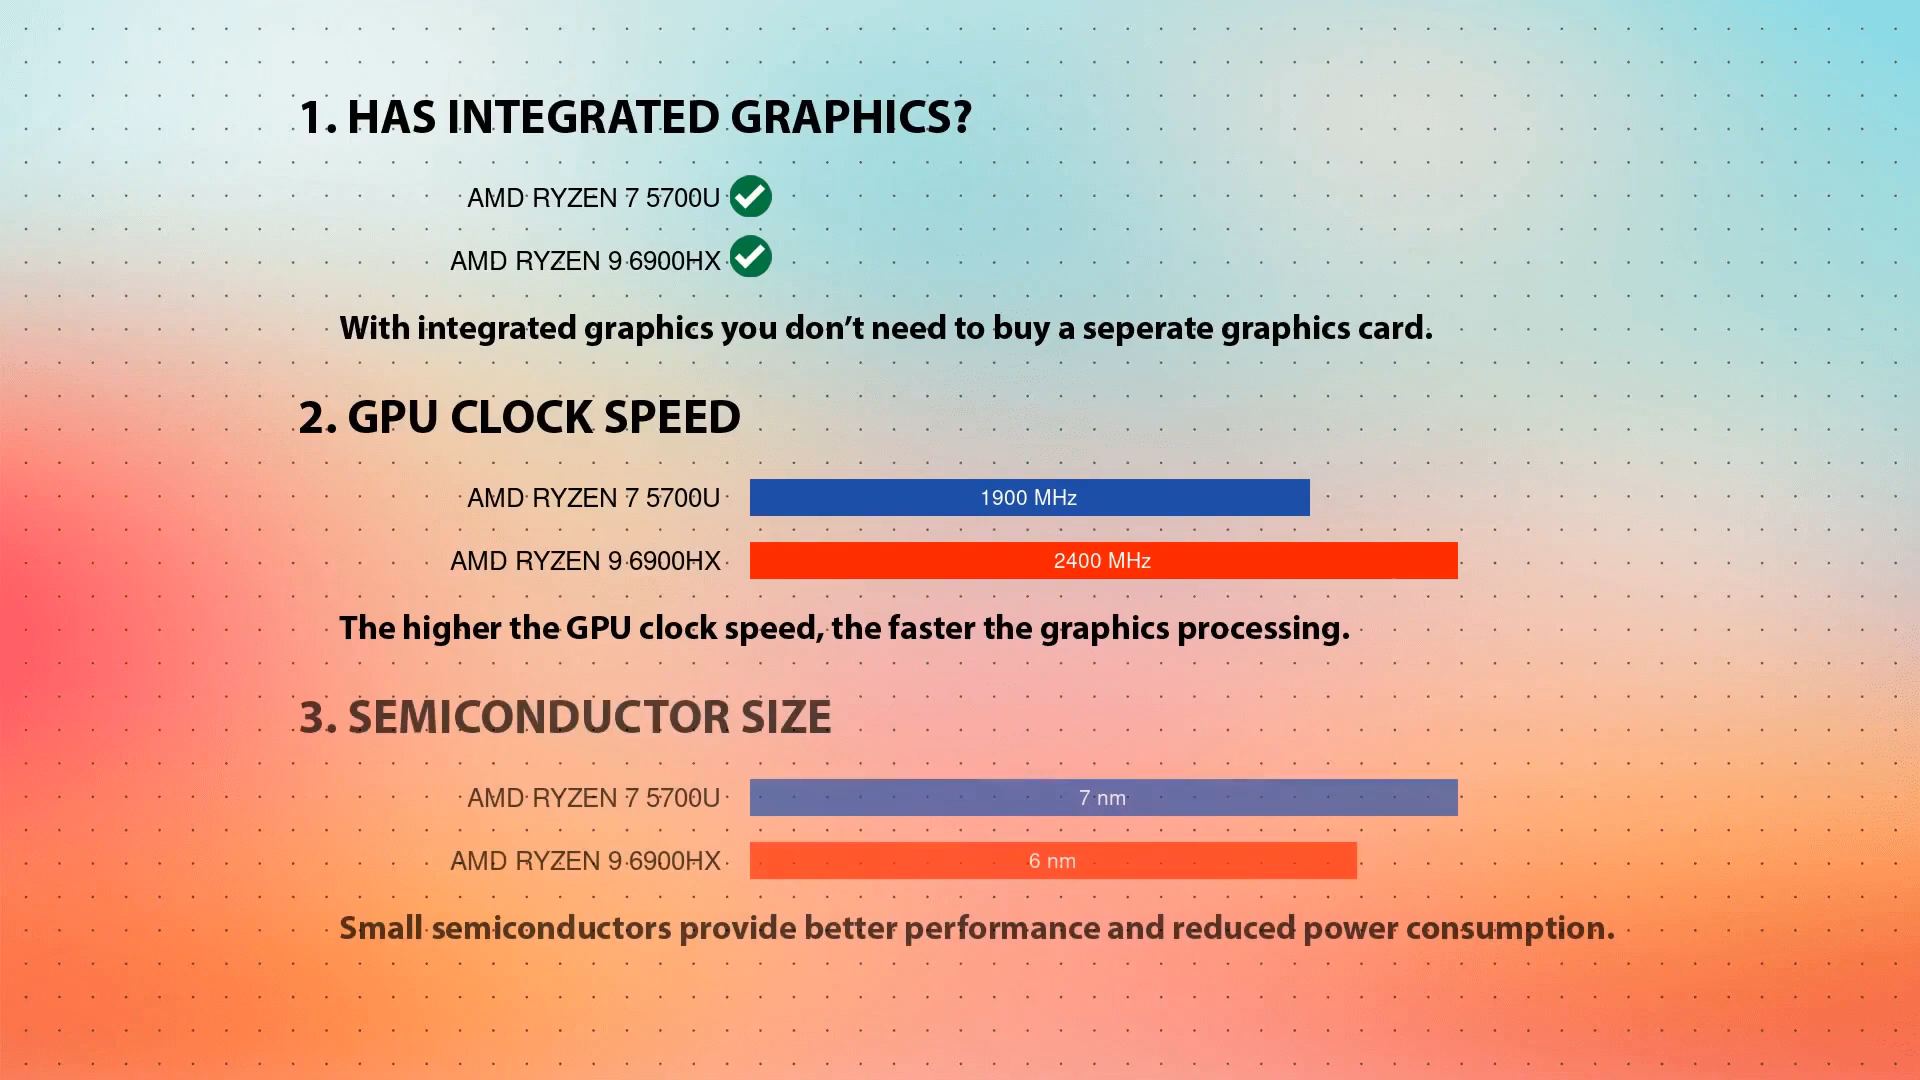 1. HAS INTEGRATED GRAPHICS?
AMD RYZEN 7 5700U
AMD RYZEN 9 6900HX
With integrated graphics you don’t need to buy a seperate graphics card.
2. GPU CLOCK SPEED
AMD RYZEN 7 5700U 1900 MHz
AMD RYZEN 9 6900HX 2400 MHz
The higher the GPU clock speed, the faster the graphics processing.
3. SEMICONDUCTOR SIZE
AMD RYZEN 7 5700U 7 nm
AMD RYZEN 9 6900HX 6 nm
Small semiconductors provide better performance and reduced power consumption.